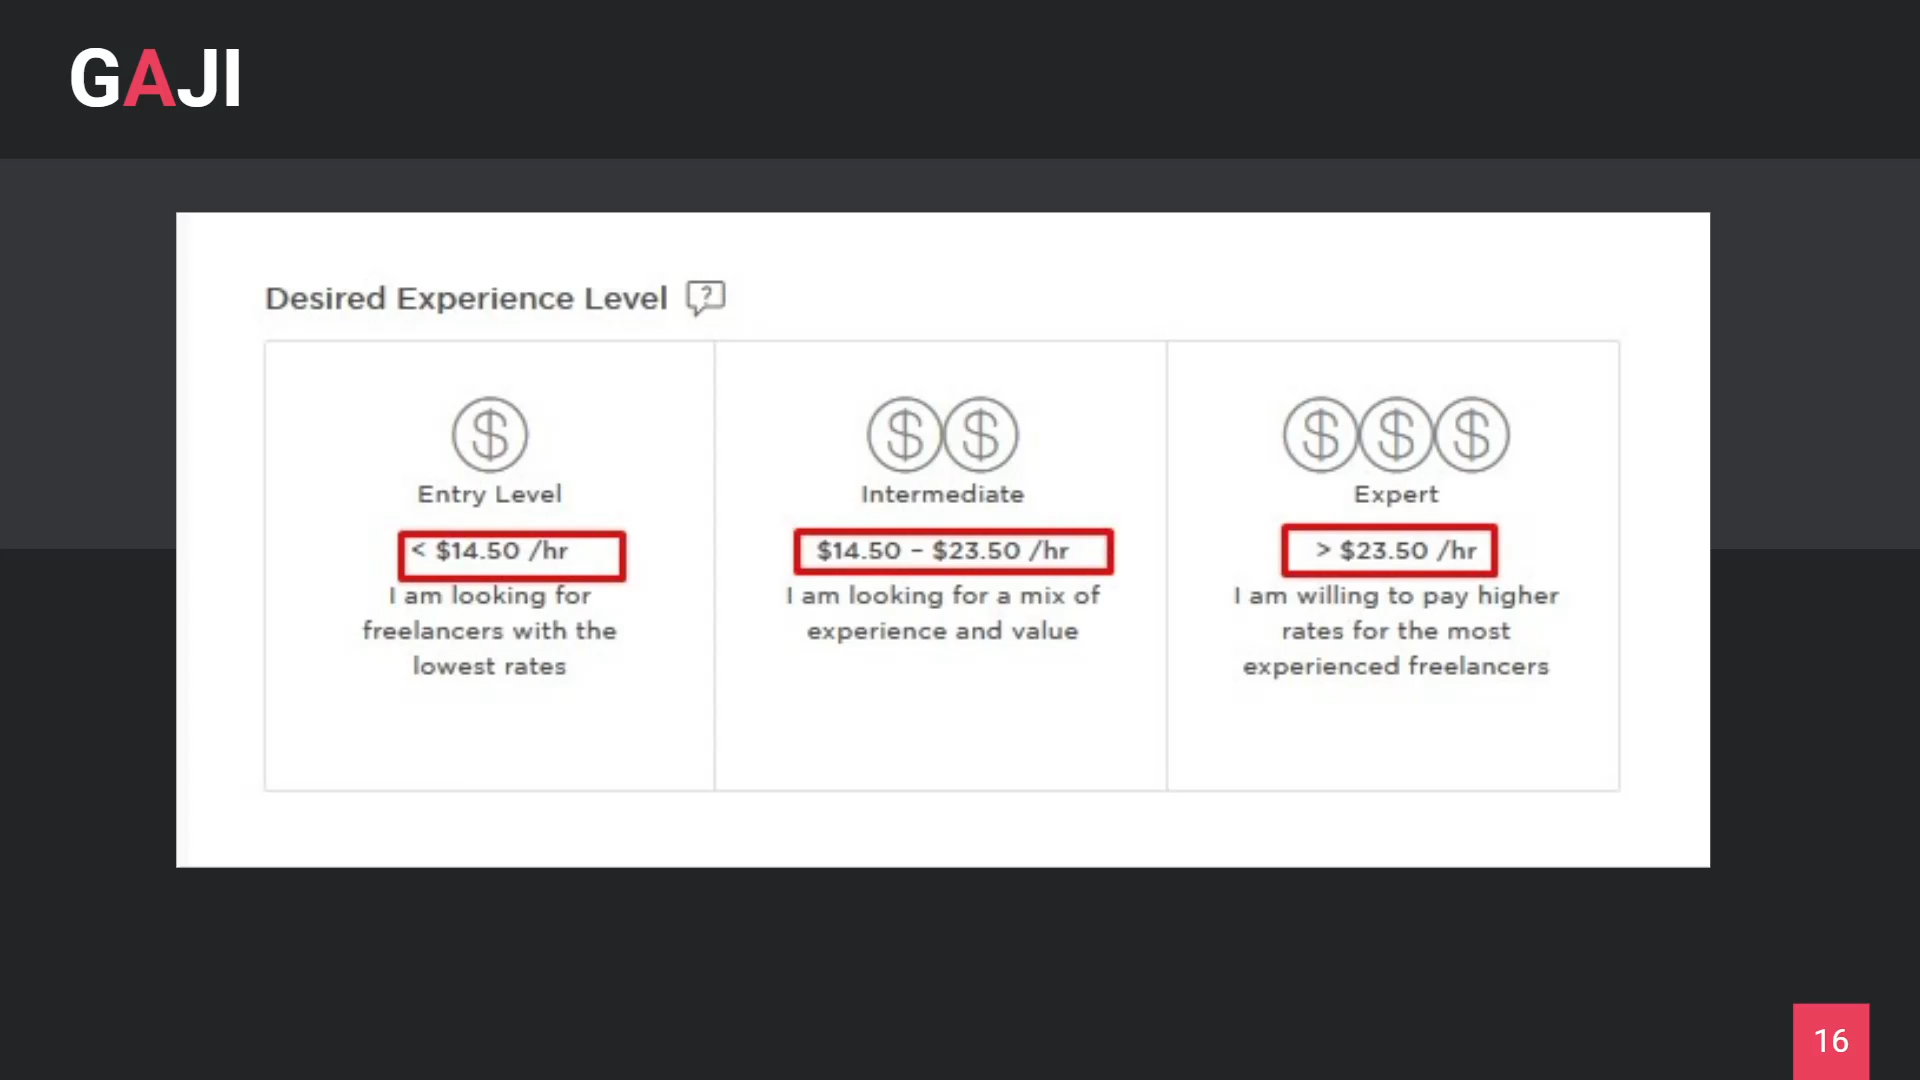 GAJI
Desired Experience Level ?
$
Entry Level
< $14.50 /hr
I am looking for
freelancers with the
lowest rates
$ $
Intermediate
$14.50 - $23.50 /hr
I am looking for a mix of
experience and value
$ $ $
Expert
> $23.50 /hr
I am willing to pay higher
rates for the most
experienced freelancers
16